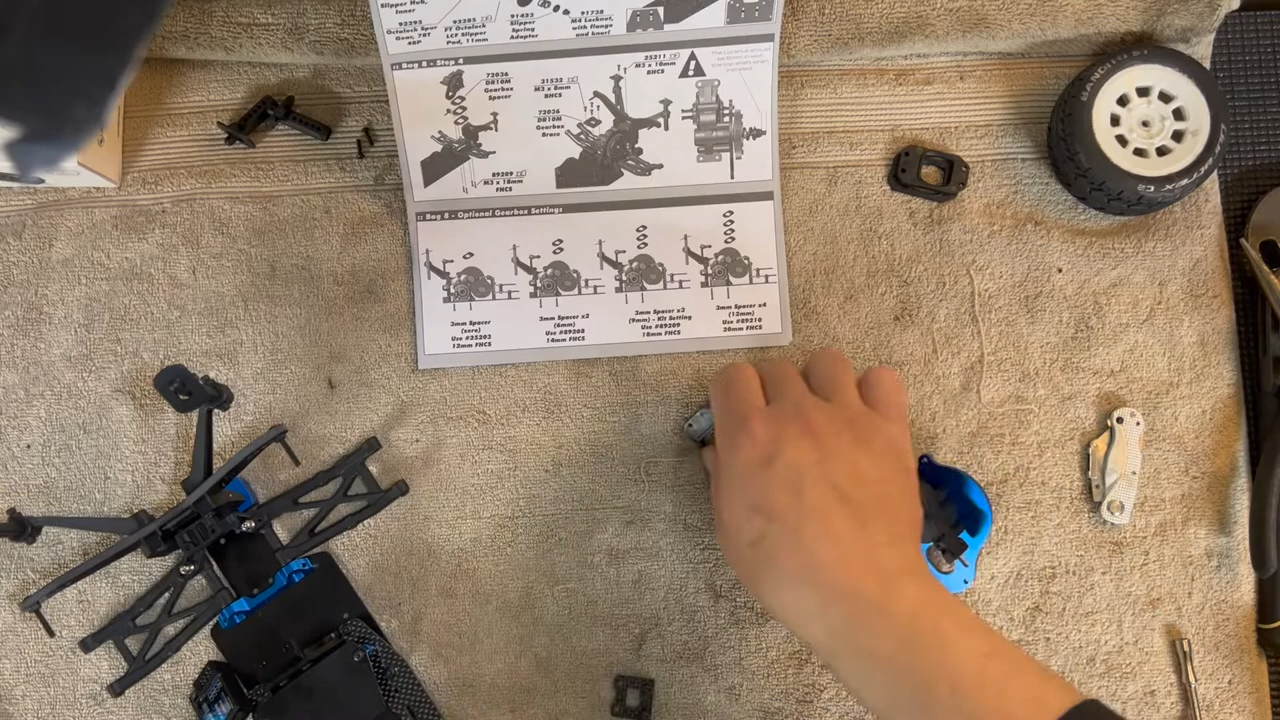 Slipper Hub,
Inner
92295
Octalock Spur
Gear, 78T
48P
92285
FT Octalock
LCF Slipper
Pad, 11mm
91423
Slipper
Spring
Adapter
91738
M4 Locknut,
with flange
and knurl
:: Bag 8 - Step 4
72036
DR10M
Gearbox
Spacer
89209
M3 x 18mm
FHCS
31532
M3 x 8mm
BHCS
72036
DR10M
Gearbox
Brace
25211
M3 x 10mm
BHCS
:: Bag 8 - Optional Gearbox Settings
3mm Spacer
(zero)
Use #25203
12mm FHCS
3mm Spacer x2
(6mm)
Use #89208
14mm FHCS
3mm Spacer x3
(9mm) - Kit Setting
Use #89209
18mm FHCS
3mm Spacer x4
(12mm)
Use #89210
20mm FHCS